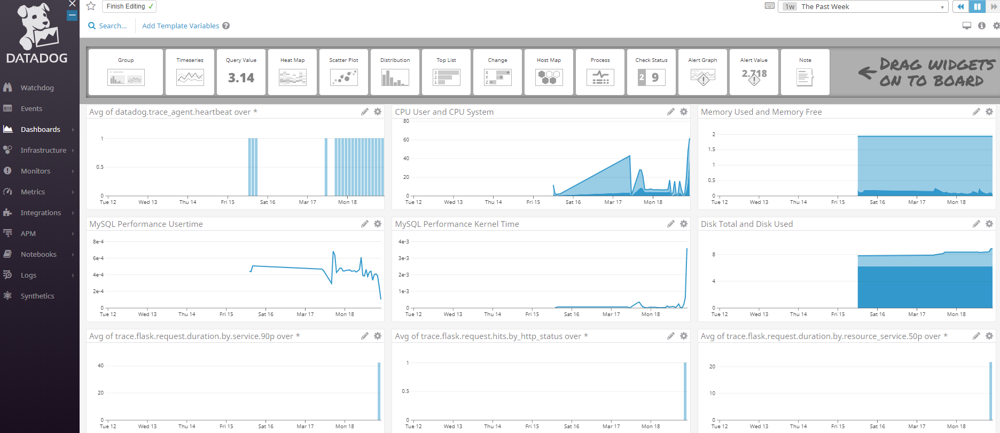 Finish Editing ✓
1w The Past Week
DATADOG
Search...
Add Template Variables ?
Watchdog
Events
Dashboards
Infrastructure
Monitors
Metrics
Integrations
APM
Notebooks
Logs
Synthetics
Group
Timeseries
Query Value
3.14
Heat Map
Scatter Plot
Distribution
Top List
3
2
1
Change
X
Y
Z
Host Map
Process
Check Status
2 9
Alert Graph
Alert Value
2.718
Note
DRAG WIDGETS
ON TO BOARD
Avg of datadog.trace_agent.heartbeat over *
1
0.5
0
Tue 12 Wed 13 Thu 14 Fri 15 Sat 16 Mar 17 Mon 18
CPU User and CPU System
80
60
40
20
0
Tue 12 Wed 13 Thu 14 Fri 15 Sat 16 Mar 17 Mon 18
Memory Used and Memory Free
2
1.5
1
0.5
0
Tue 12 Wed 13 Thu 14 Fri 15 Sat 16 Mar 17 Mon 18
MySQL Performance Usertime
8e-4
6e-4
4e-4
2e-4
0
Tue 12 Wed 13 Thu 14 Fri 15 Sat 16 Mar 17 Mon 18
MySQL Performance Kernel Time
4e-3
3e-3
2e-3
1e-3
0
Tue 12 Wed 13 Thu 14 Fri 15 Sat 16 Mar 17 Mon 18
Disk Total and Disk Used
8
4
0
Tue 12 Wed 13 Thu 14 Fri 15 Sat 16 Mar 17 Mon 18
Avg of trace.flask.request.duration.by.service.90p over *
40
20
0
Tue 12 Wed 13 Thu 14 Fri 15 Sat 16 Mar 17 Mon 18
Avg of trace.flask.request.hits.by_http_status over *
1
0.5
0
Tue 12 Wed 13 Thu 14 Fri 15 Sat 16 Mar 17 Mon 18
Avg of trace.flask.request.duration.by.resource_service.50p over *
20
10
0
Tue 12 Wed 13 Thu 14 Fri 15 Sat 16 Mar 17 Mon 18